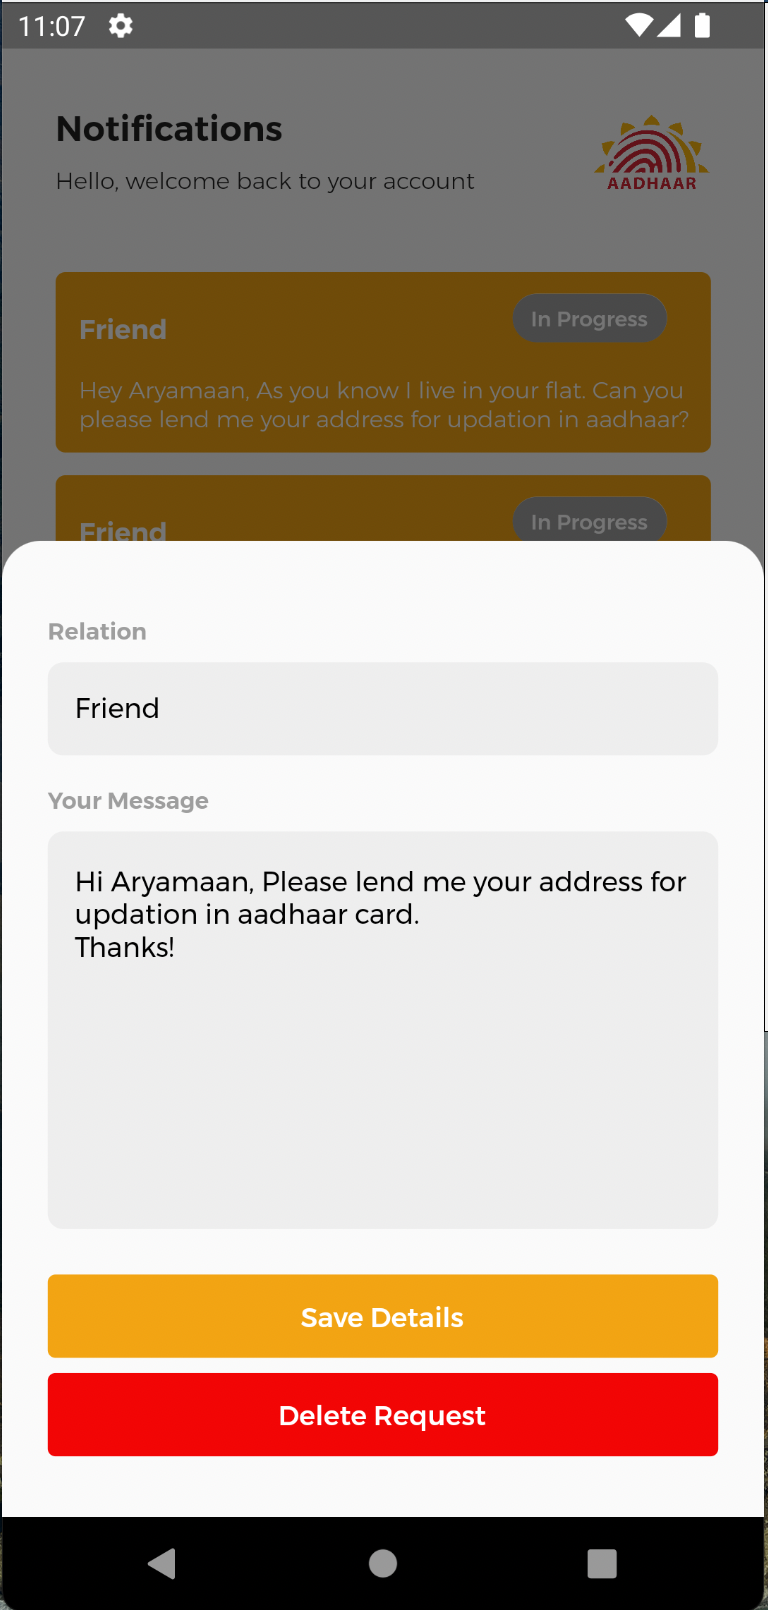 11:07
Notifications
Hello, welcome back to your account
AADHAAR
Friend
In Progress
Hey Aryamaan, As you know I live in your flat. Can you
please lend me your address for updation in aadhaar?
Friend
In Progress
Relation
Friend
Your Message
Hi Aryamaan, Please lend me your address for
updation in aadhaar card.
Thanks!
Save Details
Delete Request